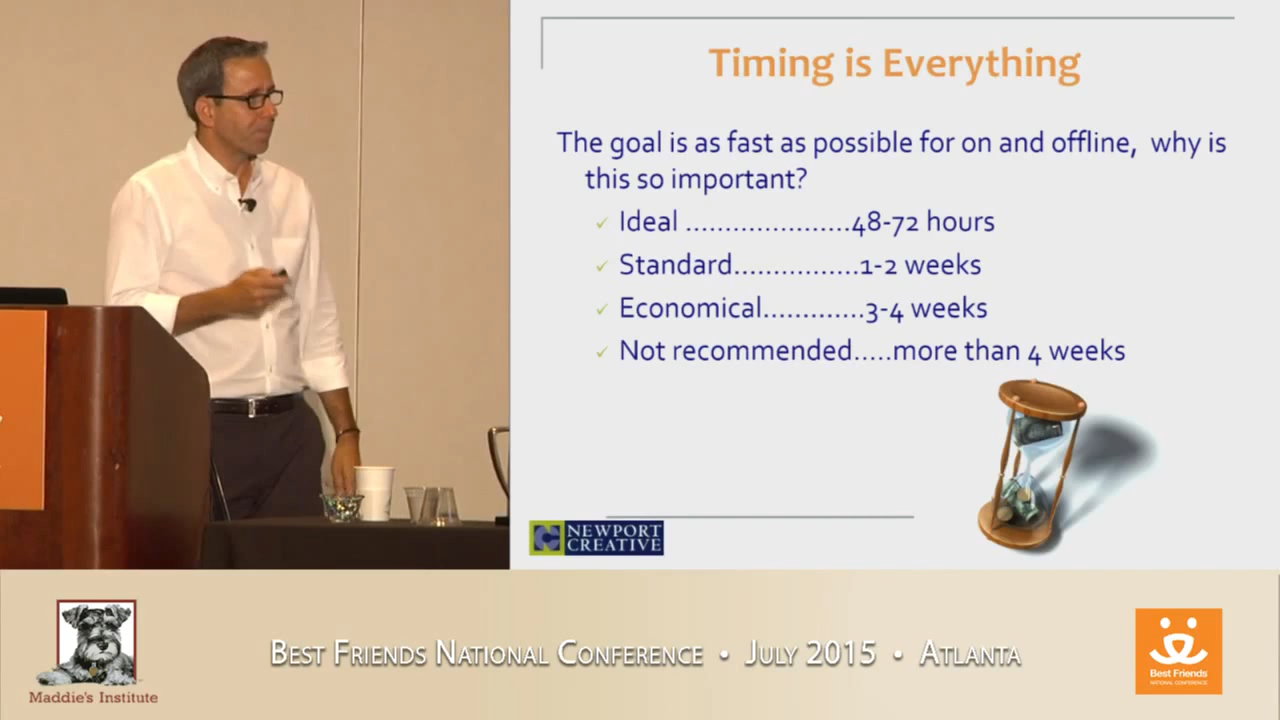 Timing is Everything
The goal is as fast as possible for on and offline,  why is
this so important?
Ideal .....................48-72 hours
Standard................1-2 weeks
Economical.............3-4 weeks
Not recommended.....more than 4 weeks
NEWPORT
CREATIVE
Maddie's Institute
Best Friends National Conference • July 2015 • Atlanta
Best Friends
NATIONAL CONFERENCE